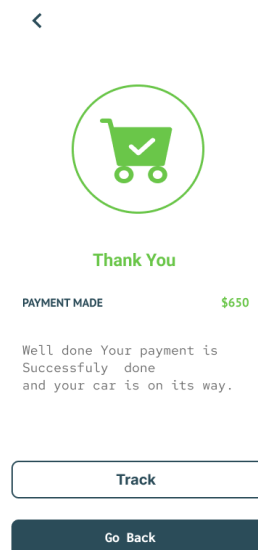 Thank You
PAYMENT MADE $650
Well done Your payment is
Successfuly done
and your car is on its way.
Track
Go Back